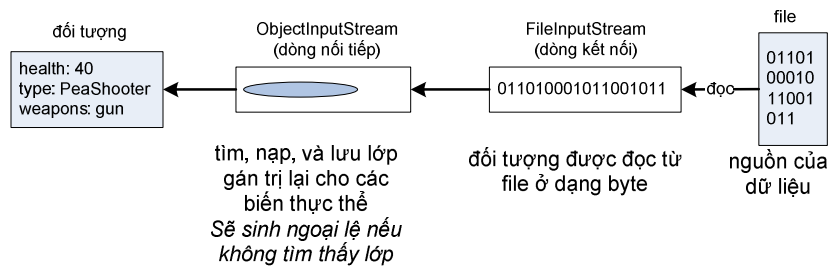 đối tượng
health: 40
type: PeaShooter
weapons: gun
ObjectInputStream
(dòng nối tiếp)
tìm, nạp, và lưu lớp
gán trị lại cho các
biến thực thể
Sẽ sinh ngoại lệ nếu
không tìm thấy lớp
FileInputStream
(dòng kết nối)
011010001011001011
đối tượng được đọc từ
file ở dạng byte
đọc
file
01101
00010
11001
011
nguồn của
dữ liệu